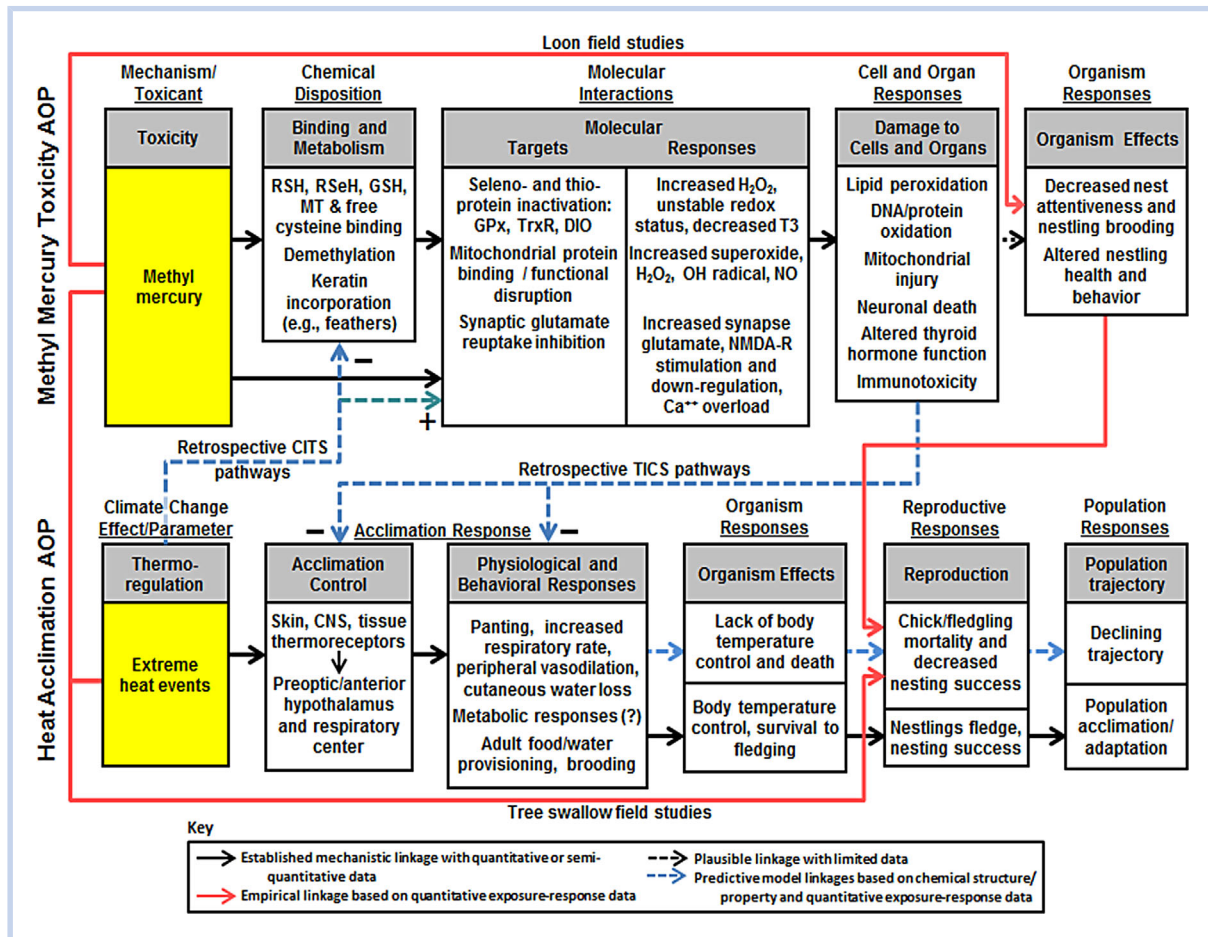 Loon field studies
Methyl Mercury Toxicity AOP
Mechanism/
Toxicant
Toxicity
Methyl
mercury
Chemical
Disposition
Binding and
Metabolism
RSH, RSeH, GSH,
MT & free
cysteine binding
Demethylation
Keratin
incorporation
(e.g., feathers)
Molecular
Interactions
Molecular
Targets
Responses
Seleno- and thio-
protein inactivation:
GPx, TrxR, DIO
Mitochondrial protein
binding / functional
disruption
Synaptic glutamate
reuptake inhibition
Increased H₂O₂,
unstable redox
status, decreased T3
Increased superoxide,
H₂O₂, OH radical, NO
Increased synapse
glutamate, NMDA-R
stimulation and
down-regulation,
Ca⁺⁺ overload
Cell and Organ
Responses
Damage to
Cells and Organs
Lipid peroxidation
DNA/protein
oxidation
Mitochondrial
injury
Neuronal death
Altered thyroid
hormone function
Immunotoxicity
Organism
Responses
Organism Effects
Decreased nest
attentiveness and
nestling brooding
Altered nestling
health and
behavior
−
+
Retrospective CITS
pathways
Retrospective TICS pathways
Heat Acclimation AOP
Climate Change
Effect/Parameter
Thermo-
regulation
Extreme
heat events
−
Acclimation Response
−
Acclimation
Control
Skin, CNS, tissue
thermoreceptors
Preoptic/anterior
hypothalamus
and respiratory
center
Physiological and
Behavioral Responses
Panting, increased
respiratory rate,
peripheral vasodilation,
cutaneous water loss
Metabolic responses (?)
Adult food/water
provisioning, brooding
Organism
Responses
Organism Effects
Lack of body
temperature
control and death
Body temperature
control, survival to
fledging
Reproductive
Responses
Reproduction
Chick/fledgling
mortality and
decreased
nesting success
Nestlings fledge,
nesting success
Population
Responses
Population
trajectory
Declining
trajectory
Population
acclimation/
adaptation
Tree swallow field studies
Key
Established mechanistic linkage with quantitative or semi-
quantitative data
Empirical linkage based on quantitative exposure-response data
Plausible linkage with limited data
Predictive model linkages based on chemical structure/
property and quantitative exposure-response data